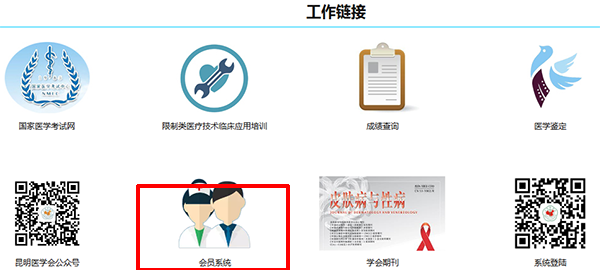 工作链接
国家医学考试网
限制类医疗技术临床应用培训
成绩查询
医学鉴定
皮肤病与性病
昆明医学会公众号
会员系统
学会期刊
系统登陆